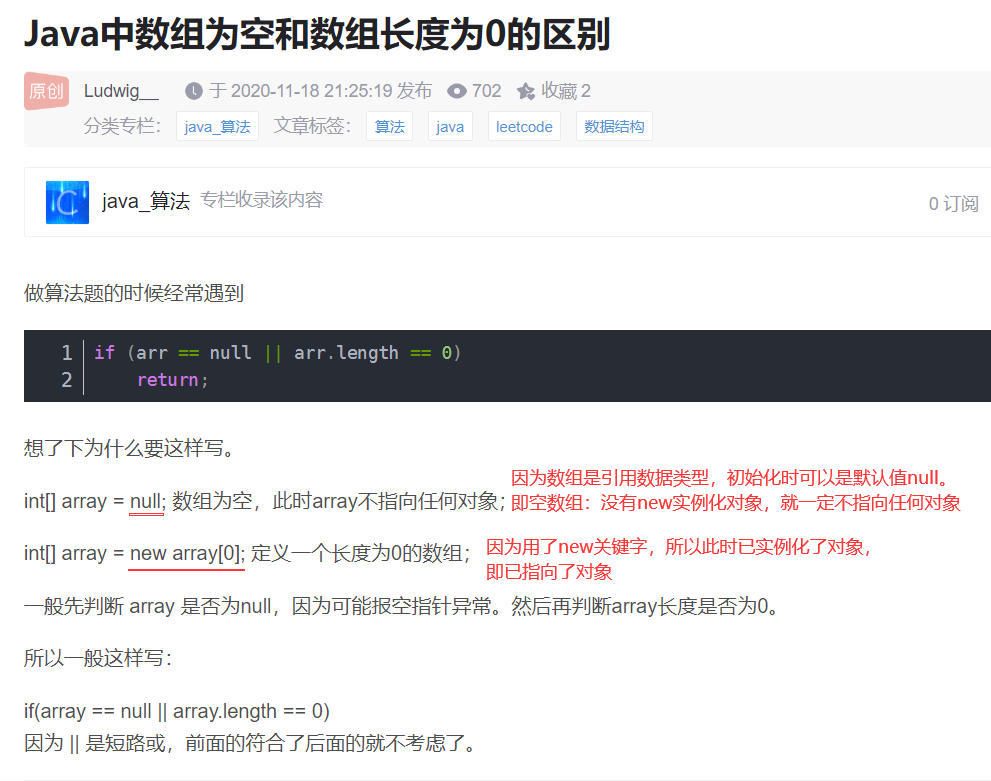 Java中数组为空和数组长度为0的区别
原创 Ludwig__ 于 2020-11-18 21:25:19 发布 702 收藏 2
分类专栏： java_算法 文章标签： 算法 java leetcode 数据结构
java_算法 专栏收录该内容 0 订阅
做算法题的时候经常遇到
1 if (arr == null || arr.length == 0)
2 return;
想了下为什么要这样写。
因为数组是引用数据类型，初始化时可以是默认值null。
int[] array = null; 数组为空，此时array不指向任何对象；
即空数组：没有new实例化对象，就一定不指向任何对象
int[] array = new array[0]; 定义一个长度为0的数组；
因为用了new关键字，所以此时已实例化了对象，
即已指向了对象
一般先判断 array 是否为null，因为可能报空指针异常。然后再判断array长度是否为0。
所以一般这样写：
if(array == null || array.length == 0)
因为 || 是短路或，前面的符合了后面的就不考虑了。